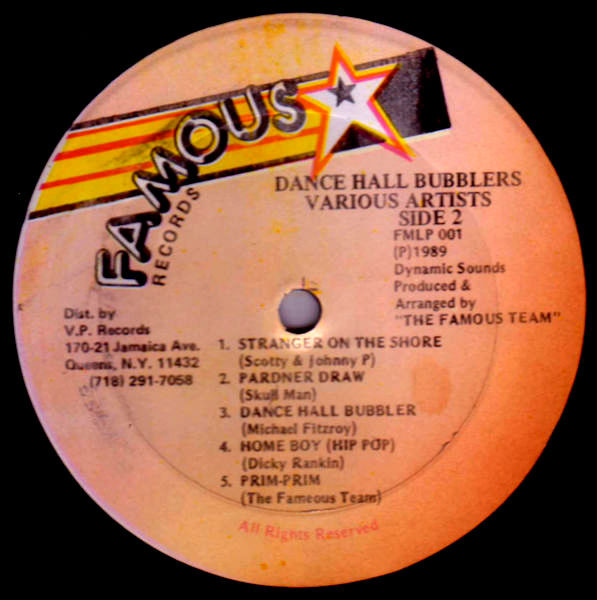 FAMOUS
RECORDS
DANCE HALL BUBBLERS
VARIOUS ARTISTS
SIDE 2
FMLP 001
(P)1989
Dynamic Sounds
Produced &
Arranged by
"THE FAMOUS TEAM"
Dist. by
V.P. Records
170-21 Jamaica Ave.
Queens, N.Y. 11432
(718) 291-7058
1. STRANGER ON THE SHORE
(Scotty & Johnny P)
2. PARDNER DRAW
(Skull Man)
3. DANCE HALL BUBBLER
(Michael Fitzroy)
4. HOME BOY (HIP POP)
(Dicky Rankin)
5. PRIM-PRIM
(The Fameous Team)
All Rights Reserved